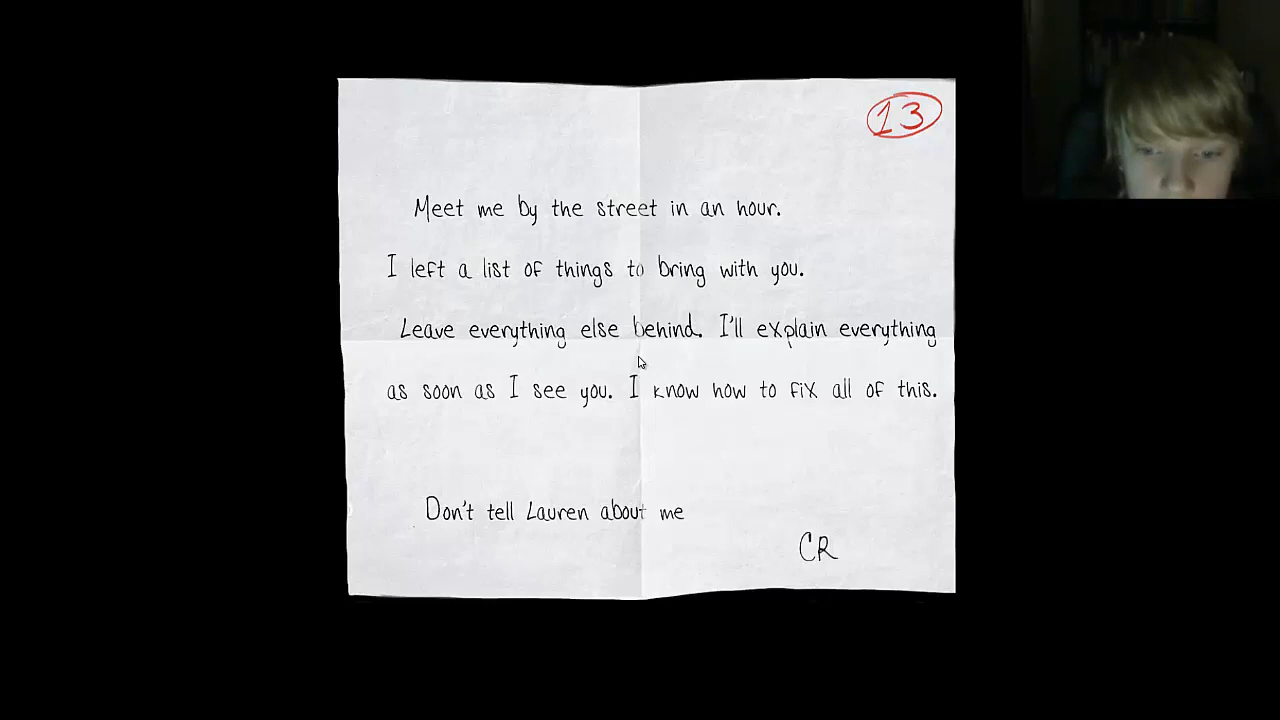 13
Meet me by the street in an hour.
I left a list of things to bring with you.
Leave everything else behind. I'll explain everything
as soon as I see you. I know how to fix all of this.
Don't tell Lauren about me
CR